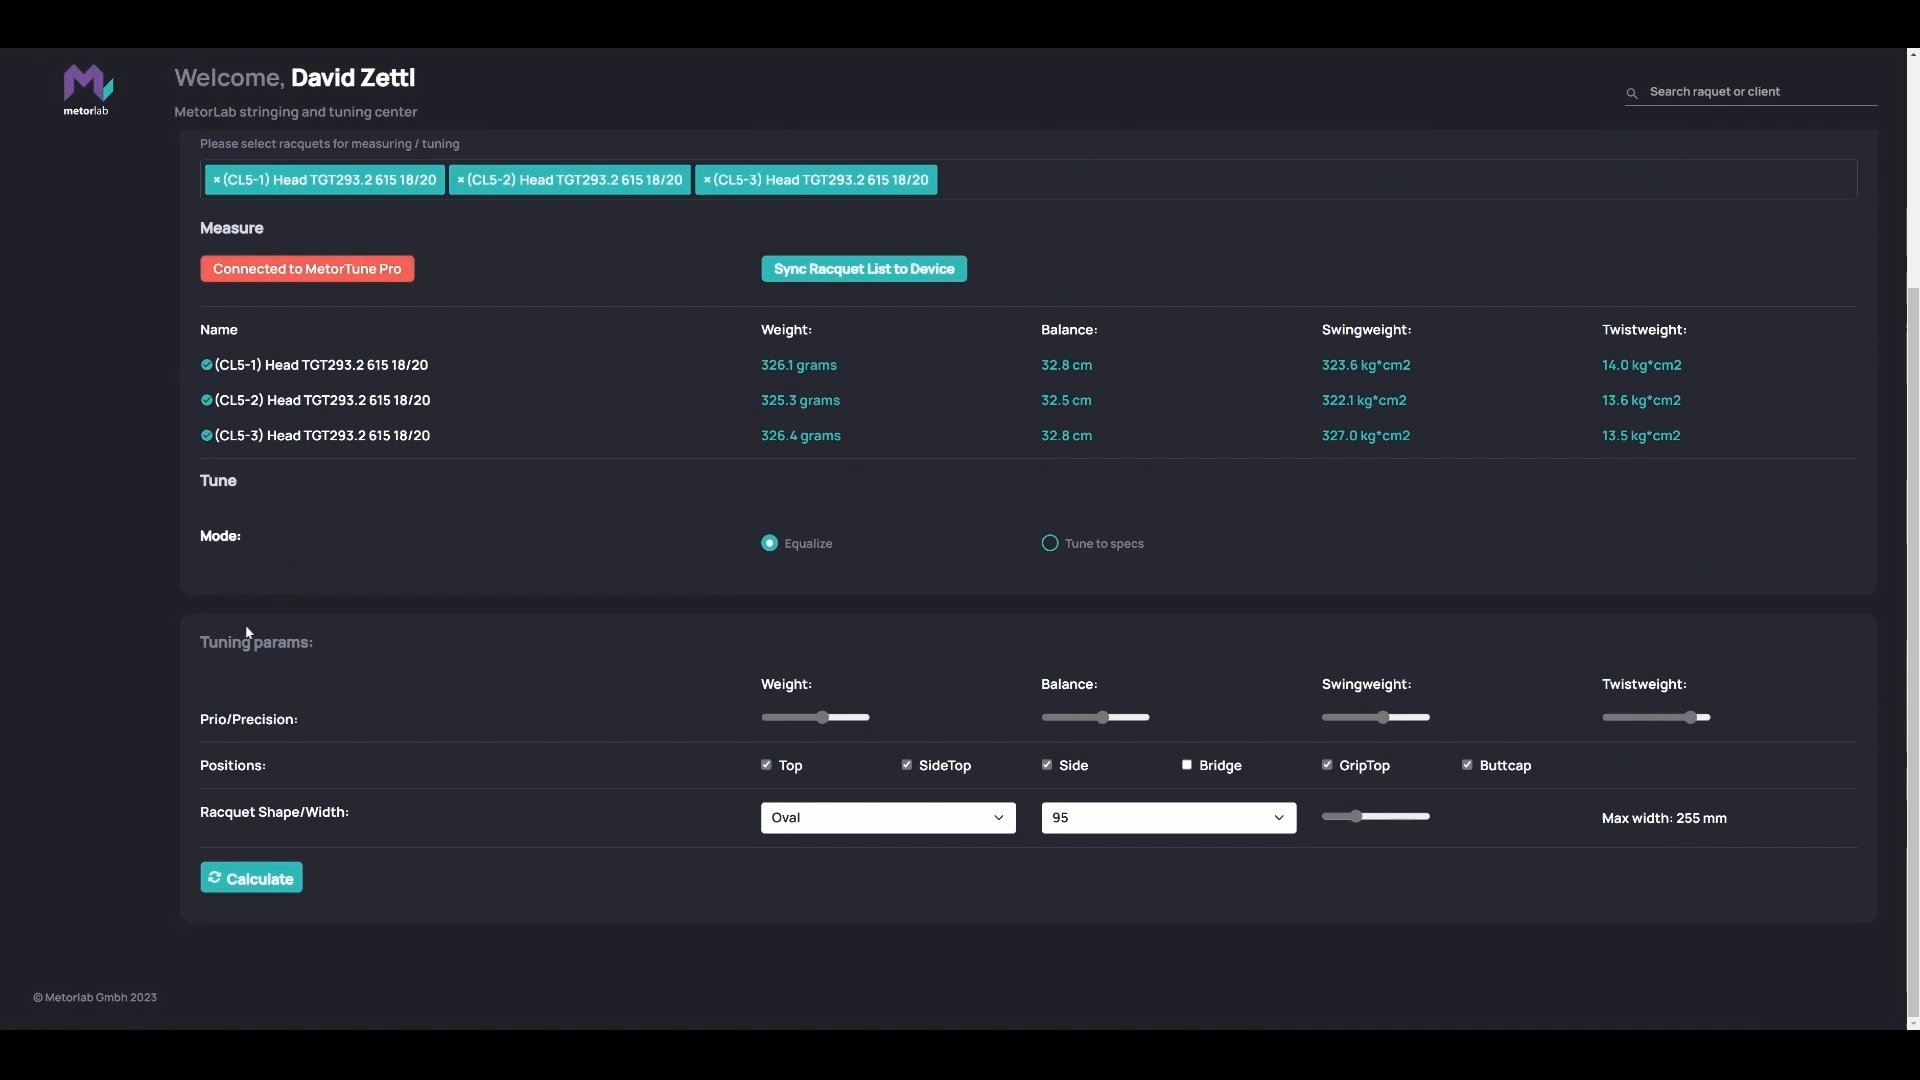 metorlab
Welcome, David Zettl
MetorLab stringing and tuning center
Search raquet or client
Please select racquets for measuring / tuning
×(CL5-1) Head TGT293.2 615 18/20 ×(CL5-2) Head TGT293.2 615 18/20 ×(CL5-3) Head TGT293.2 615 18/20
Measure
Connected to MetorTune Pro Sync Racquet List to Device
Name Weight: Balance: Swingweight: Twistweight:
(CL5-1) Head TGT293.2 615 18/20 326.1 grams 32.8 cm 323.6 kg*cm2 14.0 kg*cm2
(CL5-2) Head TGT293.2 615 18/20 325.3 grams 32.5 cm 322.1 kg*cm2 13.6 kg*cm2
(CL5-3) Head TGT293.2 615 18/20 326.4 grams 32.8 cm 327.0 kg*cm2 13.5 kg*cm2
Tune
Mode: Equalize Tune to specs
Tuning params:
Weight: Balance: Swingweight: Twistweight:
Prio/Precision:
Positions: Top SideTop Side Bridge GripTop Buttcap
Racquet Shape/Width: Oval 95 Max width: 255 mm
Calculate
© Metorlab Gmbh 2023